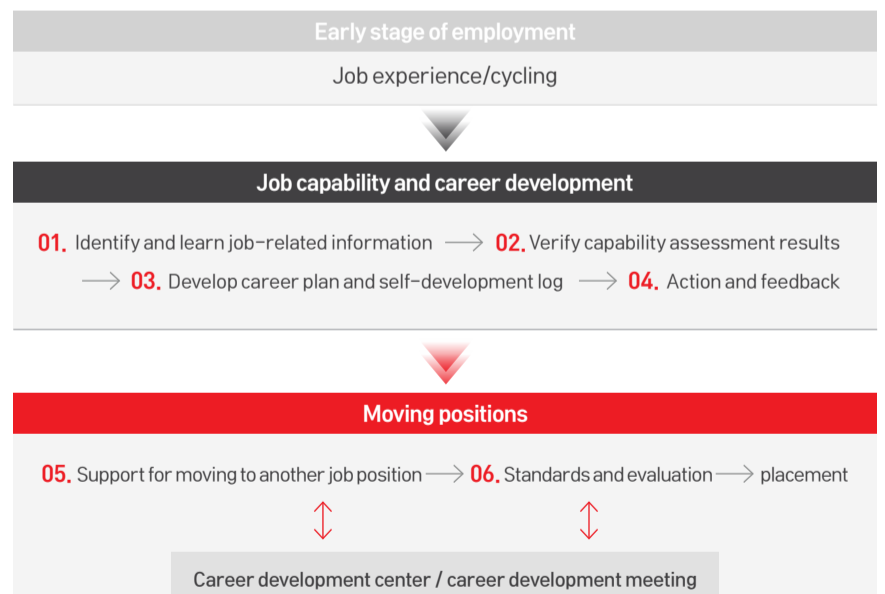 Early stage of employment
Job experience/cycling
Job capability and career development
01. Identify and learn job-related information → 02. Verify capability assessment results
→ 03. Develop career plan and self-development log → 04. Action and feedback
Moving positions
05. Support for moving to another job position → 06. Standards and evaluation → placement
Career development center / career development meeting